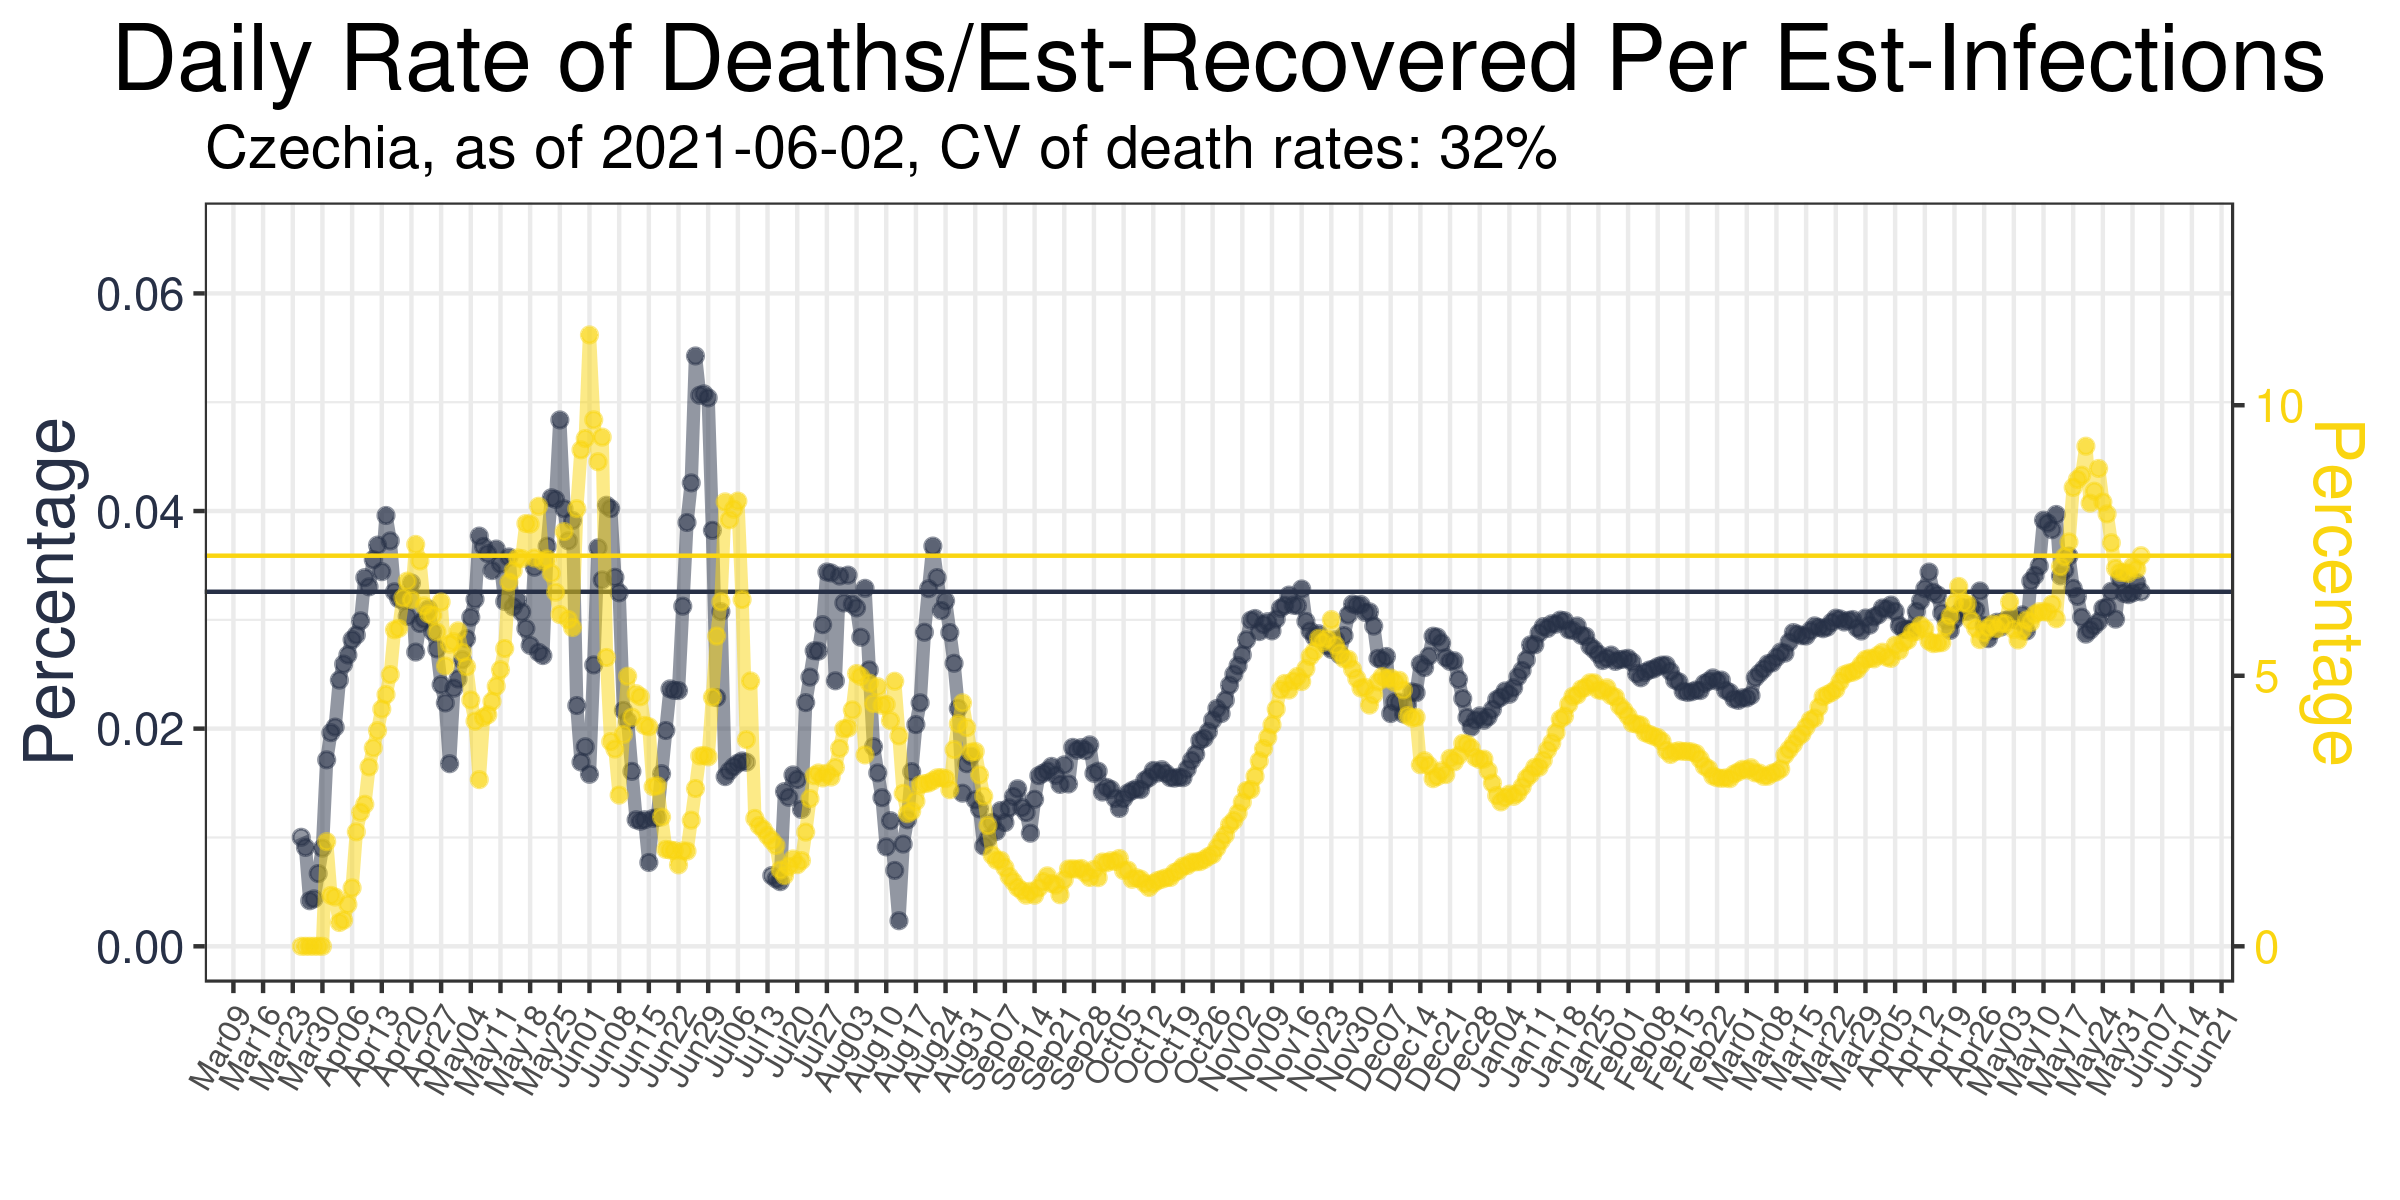 Daily Rate of Deaths/Est-Recovered Per Est-Infections
Czechia, as of 2021-06-02, CV of death rates: 32%
Percentage
0.06
0.04
0.02
0.00
10
5
0
Percentage
Mar09
Mar16
Mar23
Mar30
Apr06
Apr13
Apr20
Apr27
May04
May11
May18
May25
Jun01
Jun08
Jun15
Jun22
Jun29
Jul06
Jul13
Jul20
Jul27
Aug03
Aug10
Aug17
Aug24
Aug31
Sep07
Sep14
Sep21
Sep28
Oct05
Oct12
Oct19
Oct26
Nov02
Nov09
Nov16
Nov23
Nov30
Dec07
Dec14
Dec21
Dec28
Jan04
Jan11
Jan18
Jan25
Feb01
Feb08
Feb15
Feb22
Mar01
Mar08
Mar15
Mar22
Mar29
Apr05
Apr12
Apr19
Apr26
May03
May10
May17
May24
May31
Jun07
Jun14
Jun21